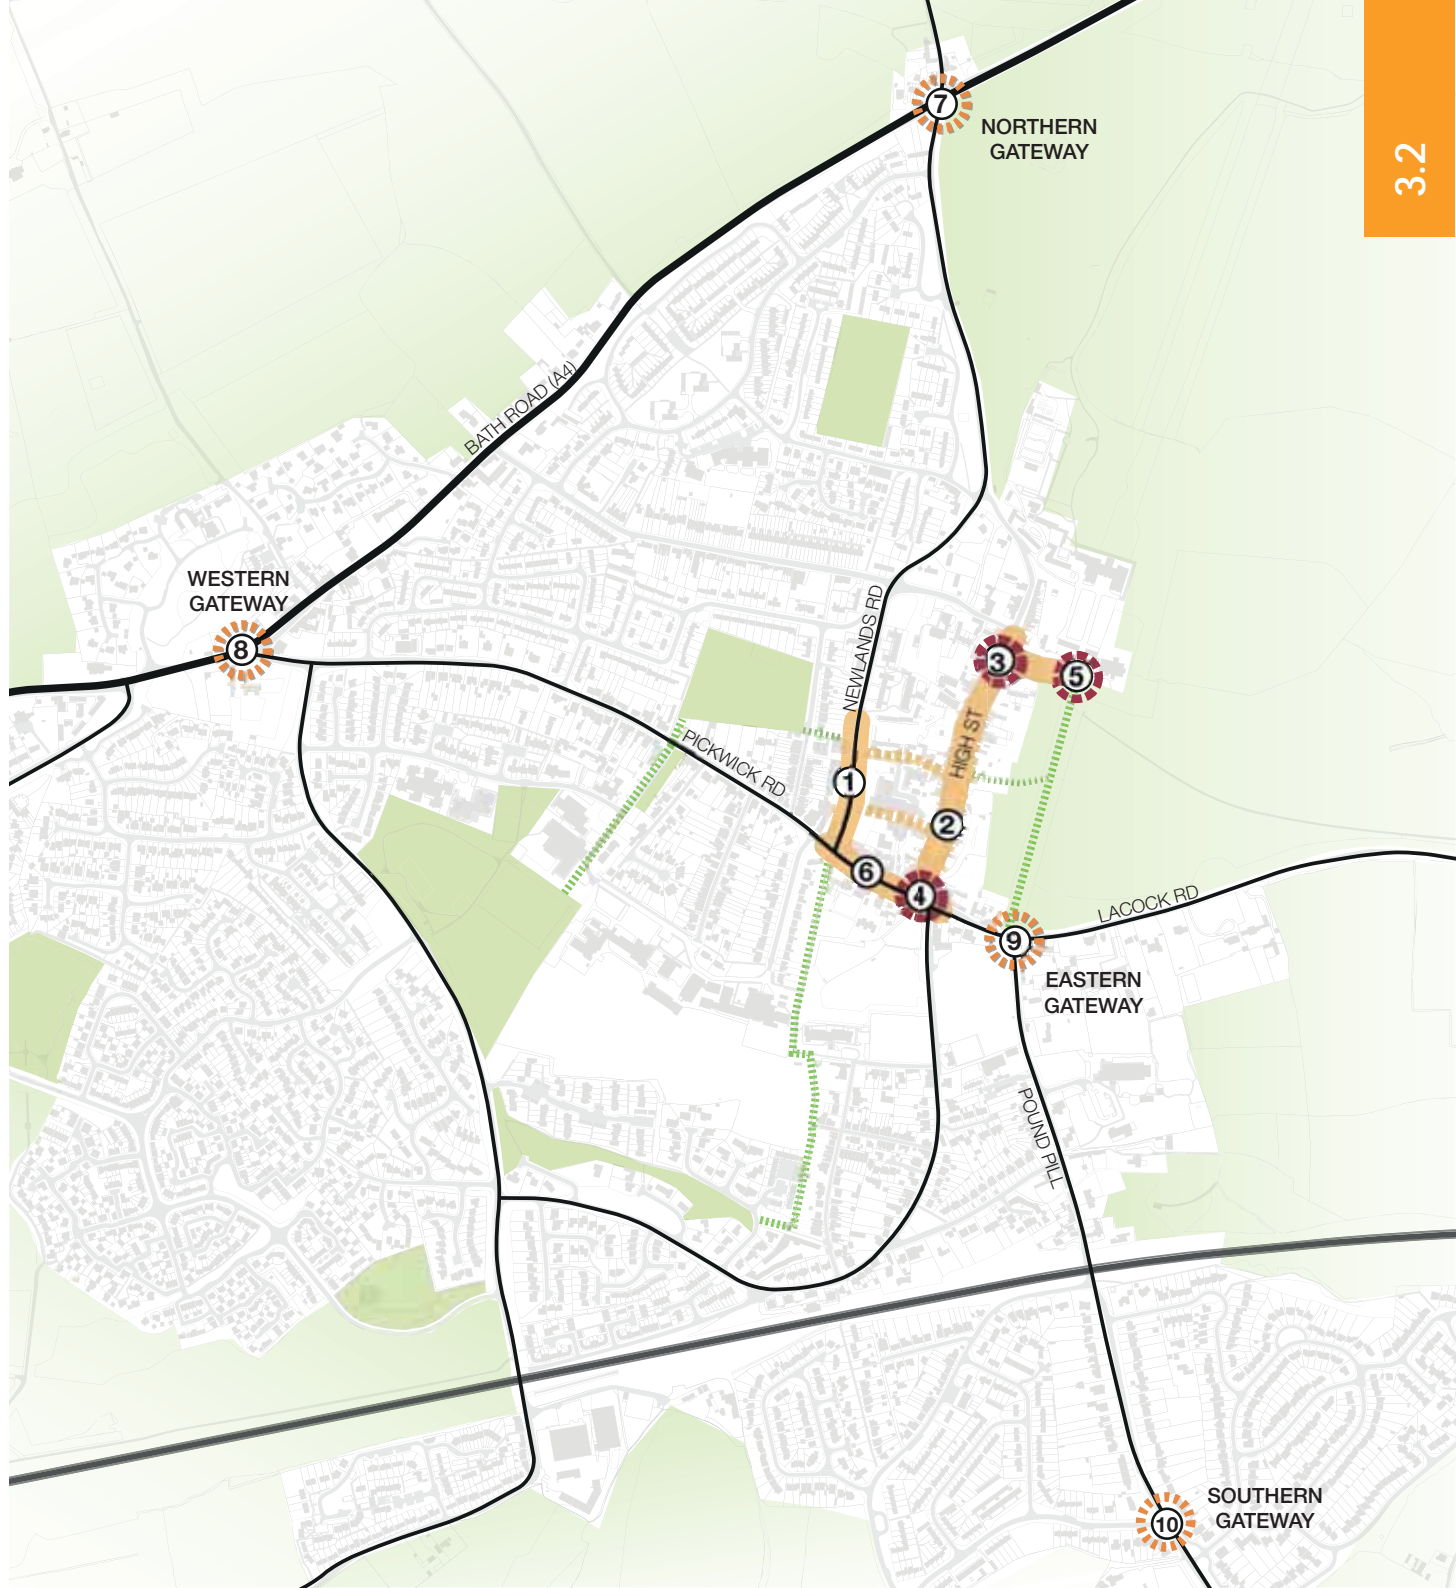 3.2
7
NORTHERN
GATEWAY
BATH ROAD (A4)
WESTERN
GATEWAY
8
NEWLANDS RD
3
5
HIGH ST
PICKWICK RD
1
2
6
4
LACOCK RD
9
EASTERN
GATEWAY
POUND PILL
SOUTHERN
GATEWAY
10